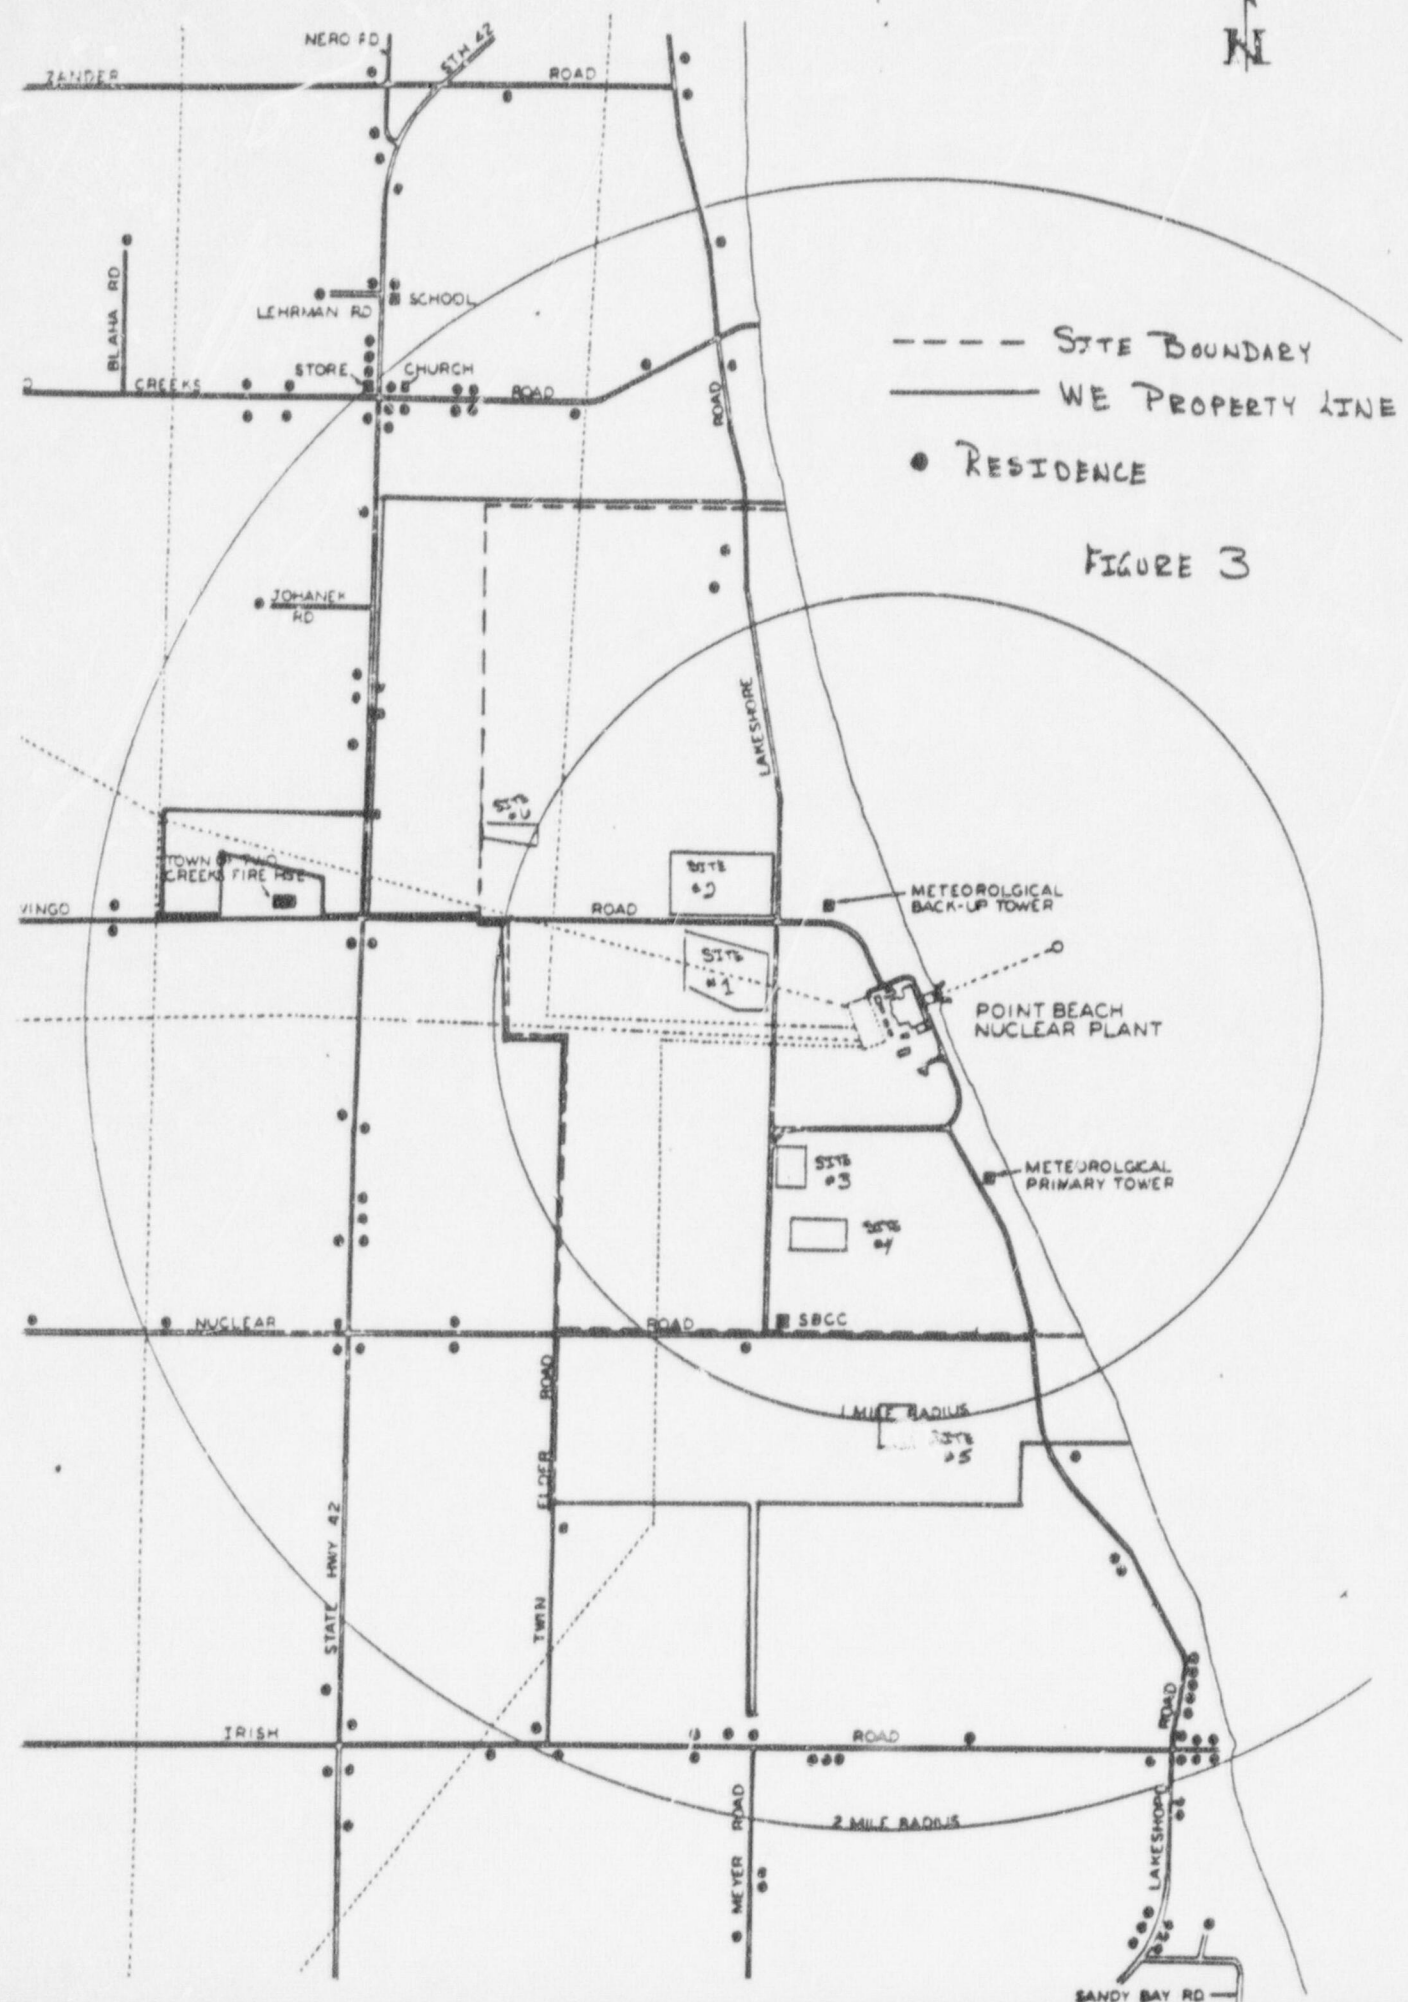 N
NERO RD
STH 42
ZANDER
ROAD
BLAHA RD
LEHRMAN RD
SCHOOL
STORE
CHURCH
CREEKS
ROAD
ROAD
SITE BOUNDARY
WE PROPERTY LINE
RESIDENCE
FIGURE 3
JOHANEK
RD
LAKESHORE
SITE
TOWN OF TWO
CREEKS FIRE HSE
SITE
#2
VINGO
ROAD
METEOROLGICAL
BACK-UP TOWER
SITE
#1
POINT BEACH
NUCLEAR PLANT
SITE
#3
METEOROLGICAL
PRIMARY TOWER
SITE
#4
NUCLEAR
ROAD
SBCC
1 MILE RADIUS
SITE
#5
ELDER ROAD
STATE HWY 42
TWIN
IRISH
ROAD
ROAD
2 MILE RADIUS
MEYER ROAD
LAKESHORE
SANDY BAY RD